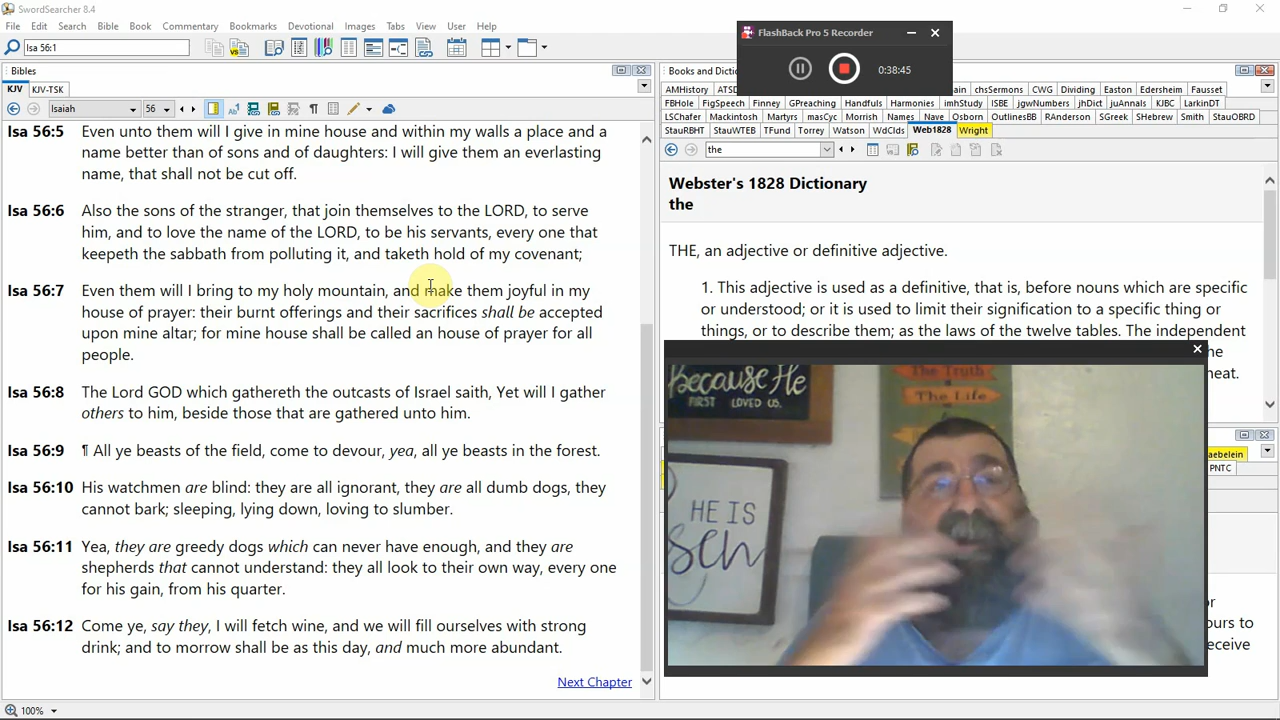 SwordSearcher 8.4
File Edit Search Bible Book Commentary Bookmarks Devotional Images Tabs View User Help
Isa 56:1
Bibles
KJV KJV-TSK
Isaiah 56
Isa 56:5 Even unto them will I give in mine house and within my walls a place and a
name better than of sons and of daughters: I will give them an everlasting
name, that shall not be cut off.
Isa 56:6 Also the sons of the stranger, that join themselves to the LORD, to serve
him, and to love the name of the LORD, to be his servants, every one that
keepeth the sabbath from polluting it, and taketh hold of my covenant;
Isa 56:7 Even them will I bring to my holy mountain, and make them joyful in my
house of prayer: their burnt offerings and their sacrifices shall be accepted
upon mine altar; for mine house shall be called an house of prayer for all
people.
Isa 56:8 The Lord GOD which gathereth the outcasts of Israel saith, Yet will I gather
others to him, beside those that are gathered unto him.
Isa 56:9 ¶ All ye beasts of the field, come to devour, yea, all ye beasts in the forest.
Isa 56:10 His watchmen are blind: they are all ignorant, they are all dumb dogs, they
cannot bark; sleeping, lying down, loving to slumber.
Isa 56:11 Yea, they are greedy dogs which can never have enough, and they are
shepherds that cannot understand: they all look to their own way, every one
for his gain, from his quarter.
Isa 56:12 Come ye, say they, I will fetch wine, and we will fill ourselves with strong
drink; and to morrow shall be as this day, and much more abundant.
Next Chapter
100%
FlashBack Pro 5 Recorder
0:38:45
Books and Dictio
AMHistory ATSD ain chsSermons CWG Dividing Easton Edersheim Fausset
FBHole FigSpeech Finney GPreaching Handfuls Harmonies imhStudy ISBE jgwNumbers jhDict juAnnals KJBC LarkinDT
LSChafer Mackintosh Martyrs masCyc Morrish Names Nave Osborn OutlinesBB RAnderson SGreek SHebrew Smith StauOBRD
StauRBHT StauWTEB TFund Torrey Watson WdClds Web1828 Wright
the
Webster's 1828 Dictionary
the
THE, an adjective or definitive adjective.
1. This adjective is used as a definitive, that is, before nouns which are specific
or understood; or it is used to limit their signification to a specific thing or
things, or to describe them; as the laws of the twelve tables. The independent
he
neat.
aebelein
PNTC
or
ours to
eceive
Because He
FIRST LOVED US.
The Truth
The Life
HE IS